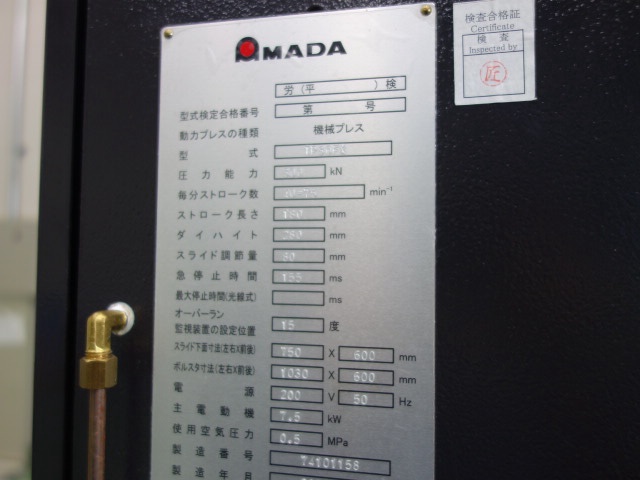 AMADA
労(平 )検
型式検定合格番号 第 号
動力プレスの種類 機械プレス
型式
圧力能力 kN
毎分ストローク数 min⁻¹
ストローク長さ 180 mm
ダイハイト mm
スライド調節量 80 mm
急停止時間 155 ms
最大停止時間(光線式) ms
オーバーラン
監視装置の設定位置 15 度
スライド下面寸法(左右X前後) 750 X 600 mm
ボルスタ寸法(左右X前後) 1030 X 600 mm
電源 200 V 50 Hz
主電動機 7.5 kW
使用空気圧力 0.5 MPa
製造番号 74101158
製造年月
検査合格証
Certificate
検査
Inspected by
匠